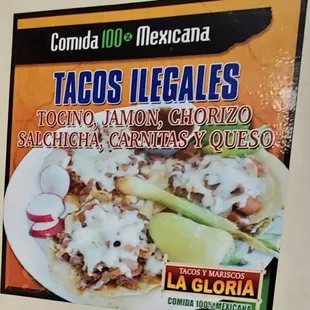 Comida 100% Mexicana
TACOS ILEGALES
TOCINO, JAMON, CHORIZO
SALCHICHA, CARNITAS Y QUESO
TACOS Y MARISCOS
LA GLORIA
COMIDA 100% MEXICANA